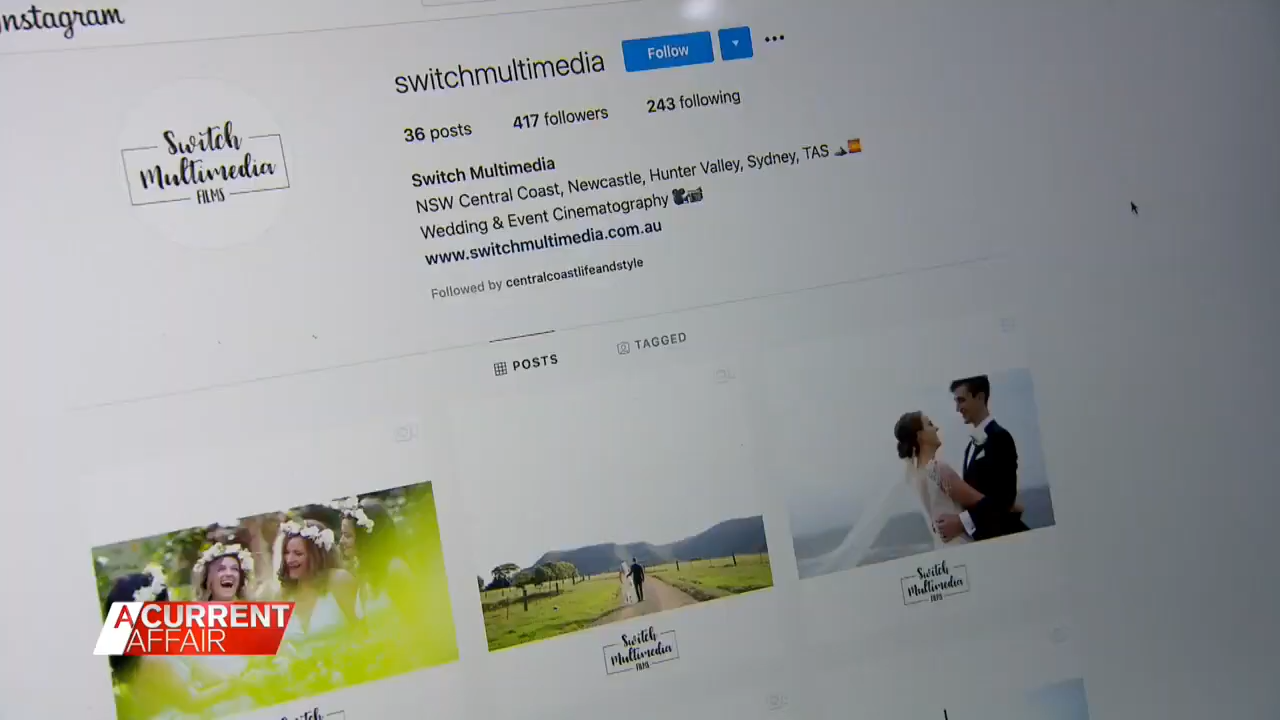 Instagram
switchmultimedia
Follow
36 posts
417 followers
243 following
Switch Multimedia
NSW Central Coast, Newcastle, Hunter Valley, Sydney, TAS
Wedding & Event Cinematography
www.switchmultimedia.com.au
Followed by centralcoastlifeandstyle
Switch
Multimedia
FILMS
POSTS
TAGGED
Switch
Multimedia
FILMS
Switch
Multimedia
FILMS
Switch
A CURRENT
AFFAIR